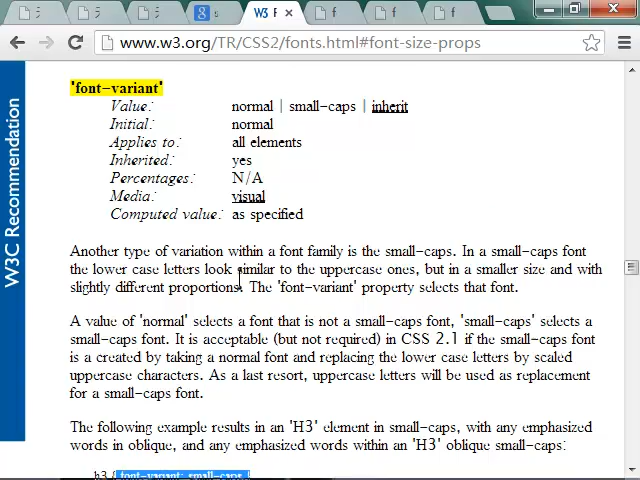 W3 F
f
f
f
www.w3.org/TR/CSS2/fonts.html#font-size-props
W3C Recommendation
'font-variant'
Value: normal | small-caps | inherit
Initial: normal
Applies to: all elements
Inherited: yes
Percentages: N/A
Media: visual
Computed value: as specified
Another type of variation within a font family is the small-caps. In a small-caps font
the lower case letters look similar to the uppercase ones, but in a smaller size and with
slightly different proportions. The 'font-variant' property selects that font.
A value of 'normal' selects a font that is not a small-caps font, 'small-caps' selects a
small-caps font. It is acceptable (but not required) in CSS 2.1 if the small-caps font
is a created by taking a normal font and replacing the lower case letters by scaled
uppercase characters. As a last resort, uppercase letters will be used as replacement
for a small-caps font.
The following example results in an 'H3' element in small-caps, with any emphasized
words in oblique, and any emphasized words within an 'H3' oblique small-caps:
h3 { font-variant: small-caps }